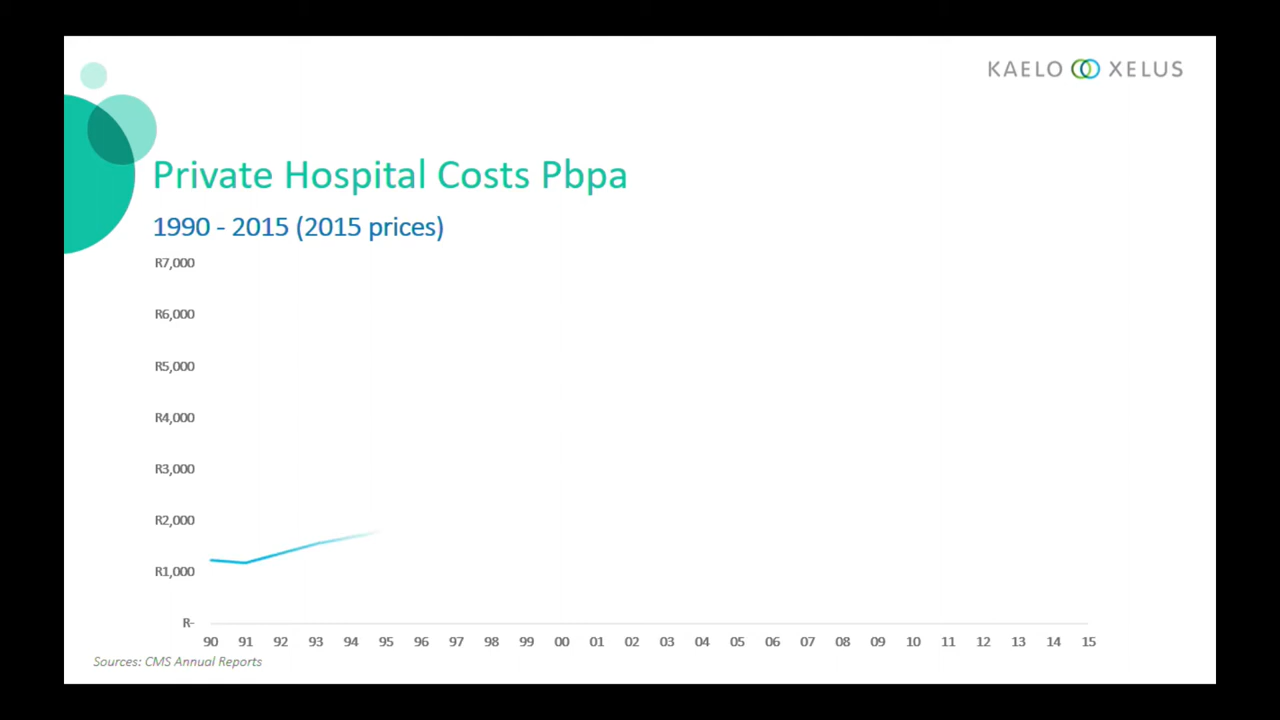 KAELO XELUS
Private Hospital Costs Pbpa
1990 - 2015 (2015 prices)
R7,000
R6,000
R5,000
R4,000
R3,000
R2,000
R1,000
R-
90 91 92 93 94 95 96 97 98 99 00 01 02 03 04 05 06 07 08 09 10 11 12 13 14 15
Sources: CMS Annual Reports